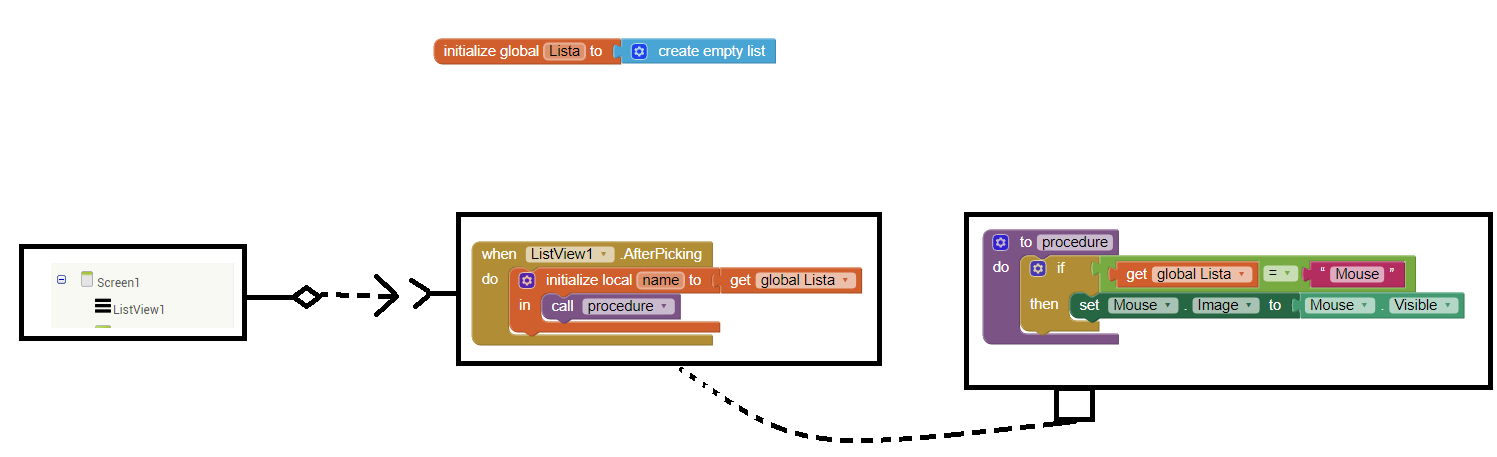 initialize global Lista to create empty list
Screen1
ListView1
when ListView1 .AfterPicking
do initialize local name to get global Lista
in call procedure
to procedure
do if get global Lista = “ Mouse ”
then set Mouse . Image to Mouse . Visible